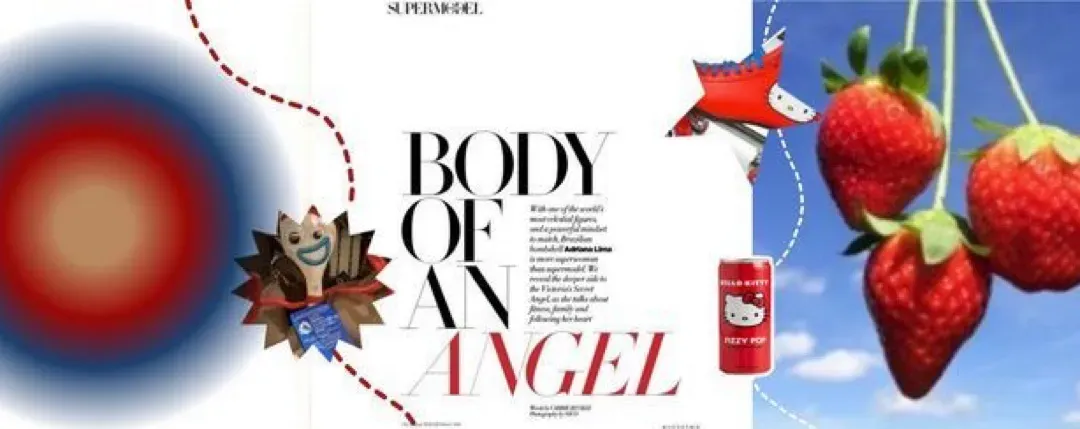 SUPERMODEL
BODY
OF
AN
ANGEL
With one of the world's
most celestial figures,
and a powerful mindset
to match, Brazilian
bombshell Adriana Lima
is more superwoman
than supermodel. We
reveal the deeper side to
the Victoria's Secret
Angel, as she talks about
fitness, family and
following her heart
HELLO KITTY
FIZZY POP